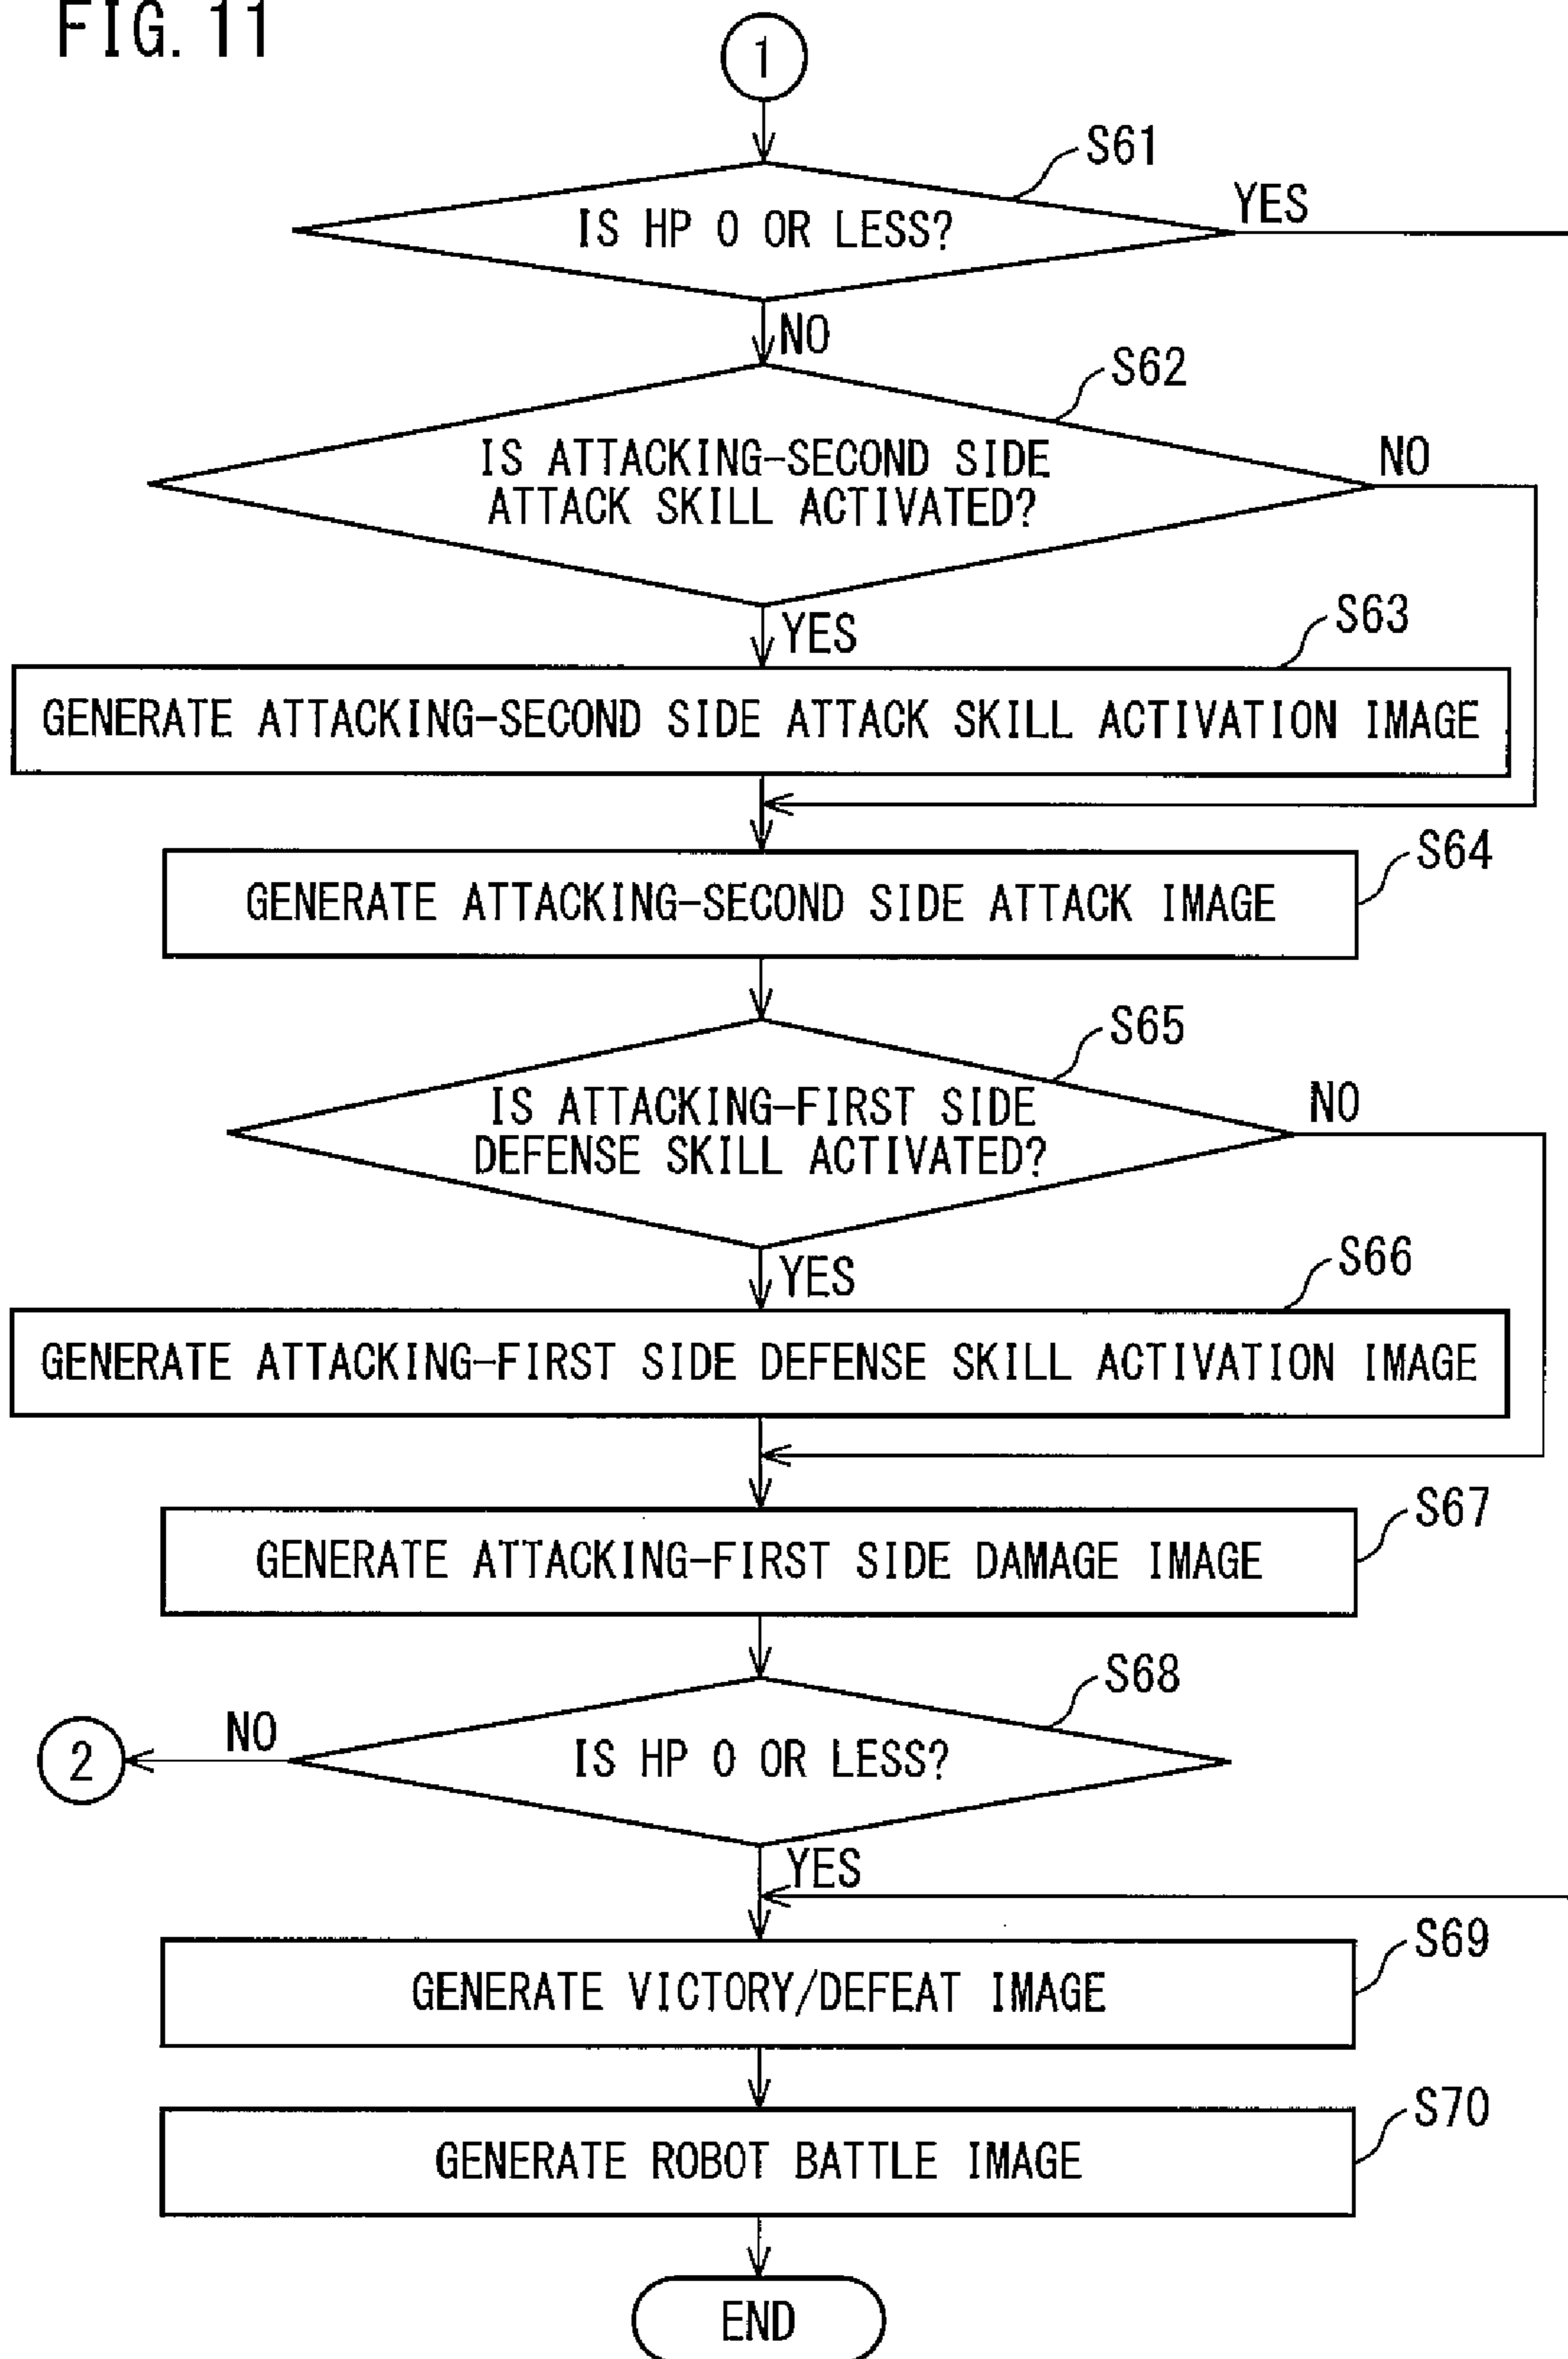 FIG. 11
1
S61
IS HP 0 OR LESS?
YES
NO
S62
IS ATTACKING-SECOND SIDE
ATTACK SKILL ACTIVATED?
NO
YES
S63
GENERATE ATTACKING-SECOND SIDE ATTACK SKILL ACTIVATION IMAGE
S64
GENERATE ATTACKING-SECOND SIDE ATTACK IMAGE
S65
IS ATTACKING-FIRST SIDE
DEFENSE SKILL ACTIVATED?
NO
YES
S66
GENERATE ATTACKING-FIRST SIDE DEFENSE SKILL ACTIVATION IMAGE
S67
GENERATE ATTACKING-FIRST SIDE DAMAGE IMAGE
S68
IS HP 0 OR LESS?
NO
2
YES
S69
GENERATE VICTORY/DEFEAT IMAGE
S70
GENERATE ROBOT BATTLE IMAGE
END